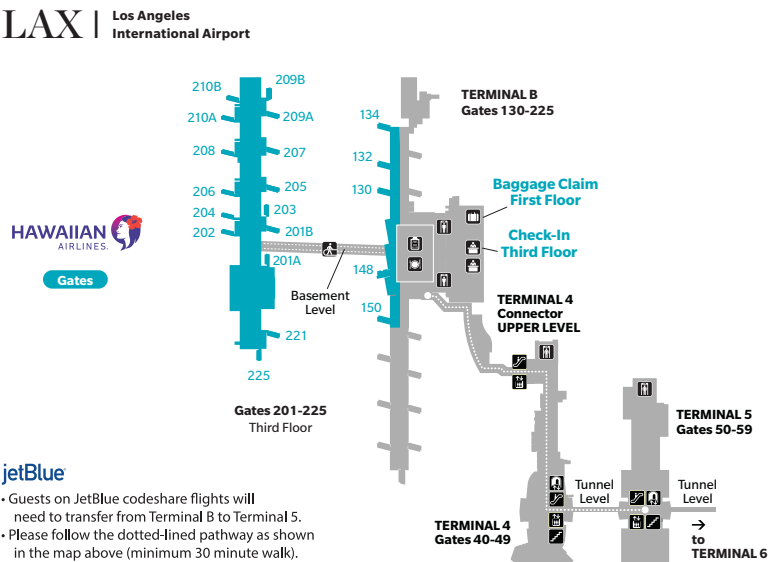 LAX | Los Angeles
International Airport
209B
210B
TERMINAL B
Gates 130-225
210A
209A
134
208
207
132
206
205
130
Baggage Claim
First Floor
204
203
202
201B
HAWAIIAN
AIRLINES.
Check-In
Third Floor
201A
148
Gates
Basement
Level
150
TERMINAL 4
Connector
UPPER LEVEL
221
225
Gates 201-225
Third Floor
TERMINAL 5
Gates 50-59
jetBlue
• Guests on JetBlue codeshare flights will
need to transfer from Terminal B to Terminal 5.
• Please follow the dotted-lined pathway as shown
in the map above (minimum 30 minute walk).
Tunnel
Level
Tunnel
Level
TERMINAL 4
Gates 40-49
→
to
TERMINAL 6